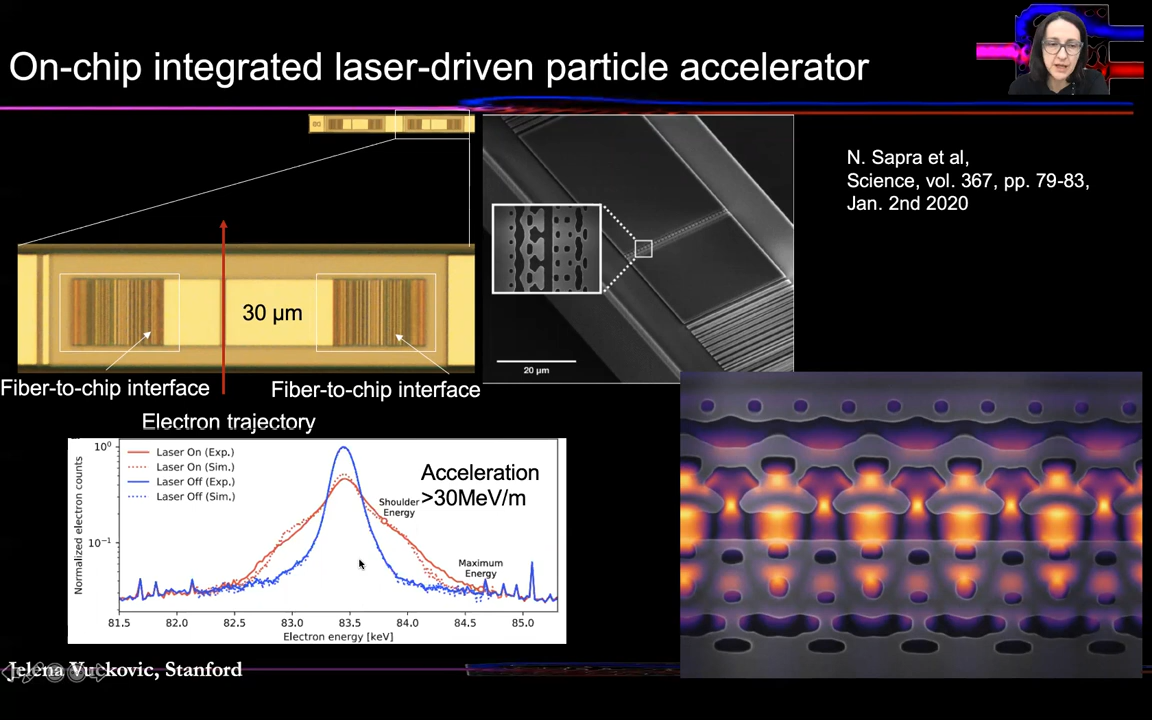 On-chip integrated laser-driven particle accelerator
N. Sapra et al,
Science, vol. 367, pp. 79-83,
Jan. 2nd 2020
30 µm
Fiber-to-chip interface
Fiber-to-chip interface
Electron trajectory
20 µm
Laser On (Exp.)
Laser On (Sim.)
Laser Off (Exp.)
Laser Off (Sim.)
Acceleration
>30MeV/m
Shoulder
Energy
Maximum
Energy
Normalized electron counts
10⁰
10⁻¹
81.5 82.0 82.5 83.0 83.5 84.0 84.5 85.0
Electron energy [keV]
Jelena Vuckovic, Stanford